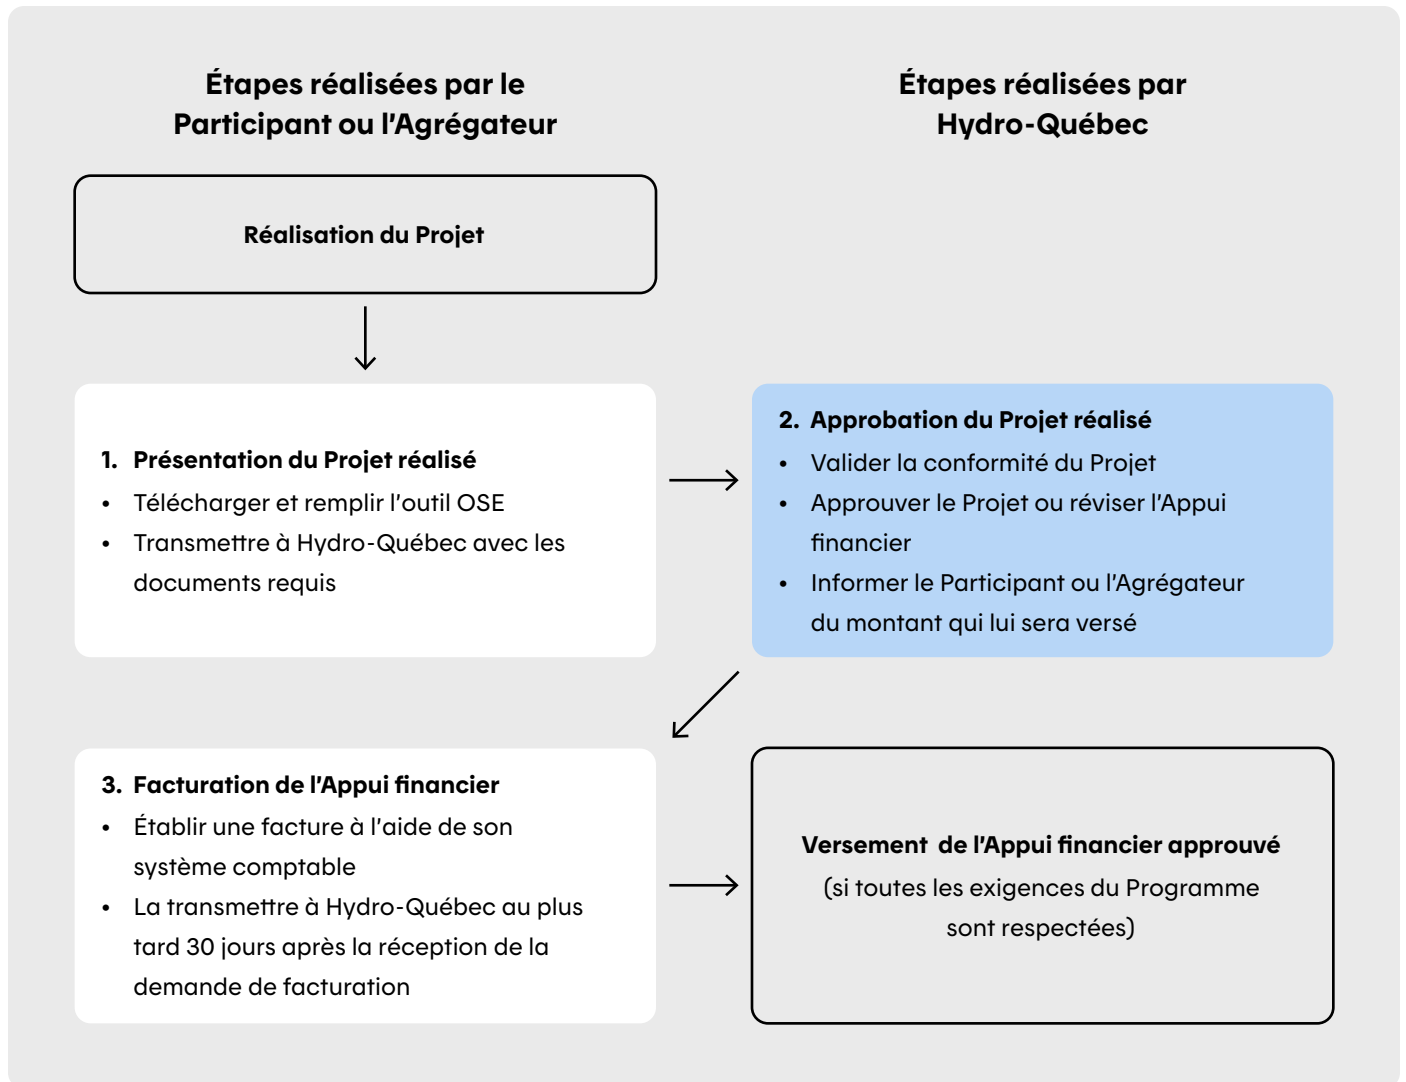 Étapes réalisées par le
Participant ou l'Agrégateur
Étapes réalisées par
Hydro-Québec
Réalisation du Projet
1. Présentation du Projet réalisé
• Télécharger et remplir l'outil OSE
• Transmettre à Hydro-Québec avec les
documents requis
2. Approbation du Projet réalisé
• Valider la conformité du Projet
• Approuver le Projet ou réviser l'Appui
financier
• Informer le Participant ou l'Agrégateur
du montant qui lui sera versé
3. Facturation de l'Appui financier
• Établir une facture à l'aide de son
système comptable
• La transmettre à Hydro-Québec au plus
tard 30 jours après la réception de la
demande de facturation
Versement de l'Appui financier approuvé
(si toutes les exigences du Programme
sont respectées)